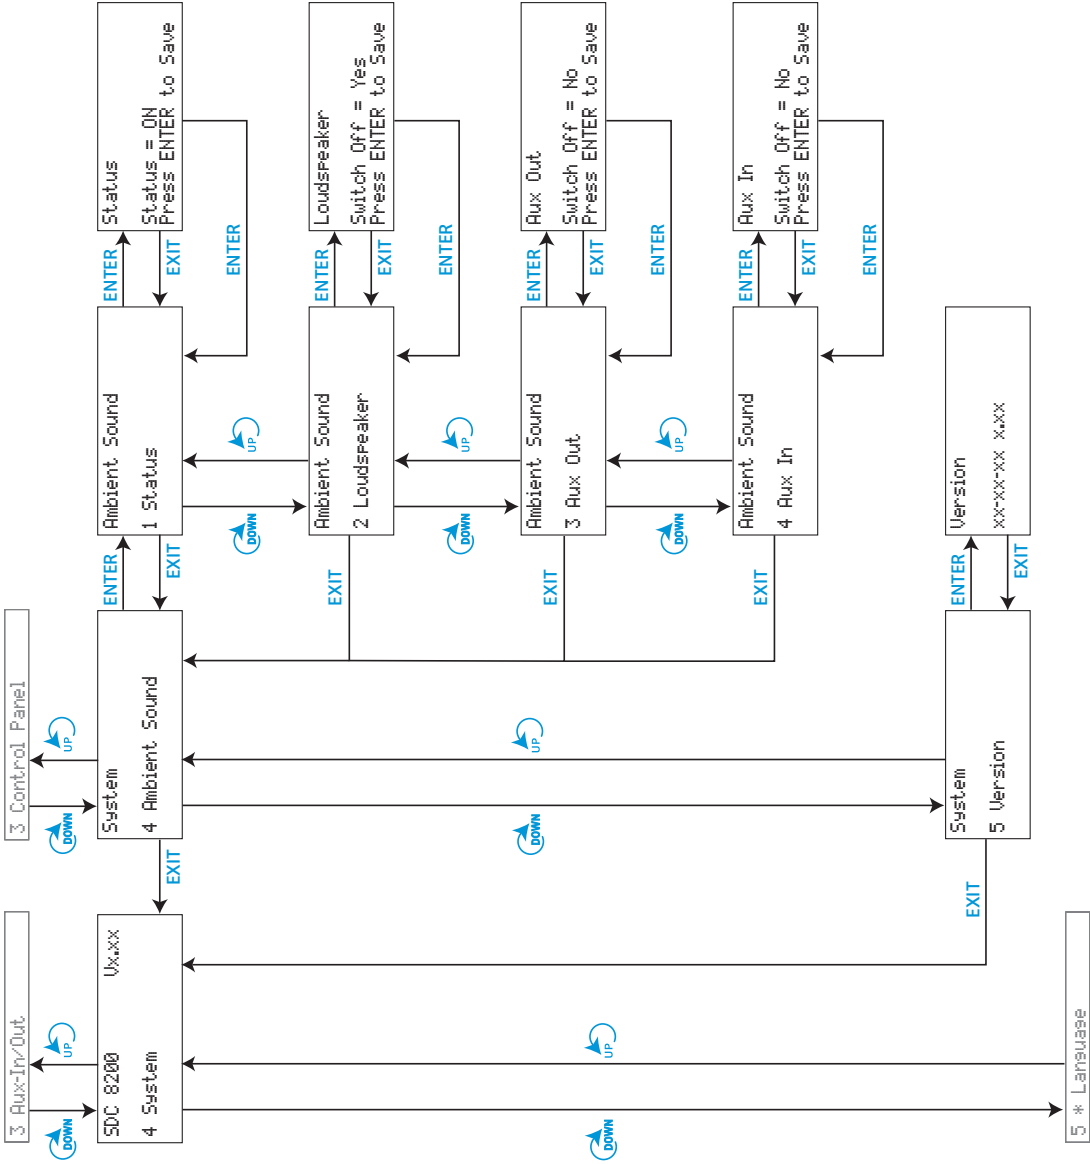 3 Aux-In/Out
3 Control Panel
DOWN
UP
DOWN
UP
SDC 8200 Vx.xx
4 System
EXIT
System
4 Ambient Sound
ENTER
EXIT
Ambient Sound
1 Status
ENTER
EXIT
Status
Status = ON
Press ENTER to Save
ENTER
DOWN
UP
Ambient Sound
2 Loudspeaker
EXIT
ENTER
EXIT
Loudspeaker
Switch Off = Yes
Press ENTER to Save
ENTER
DOWN
UP
Ambient Sound
3 Aux Out
EXIT
ENTER
EXIT
Aux Out
Switch Off = No
Press ENTER to Save
ENTER
DOWN
UP
Ambient Sound
4 Aux In
EXIT
ENTER
EXIT
Aux In
Switch Off = No
Press ENTER to Save
ENTER
DOWN
UP
DOWN
UP
EXIT
System
5 Version
ENTER
EXIT
Version
xx-xx-xx x.xx
5 * Language